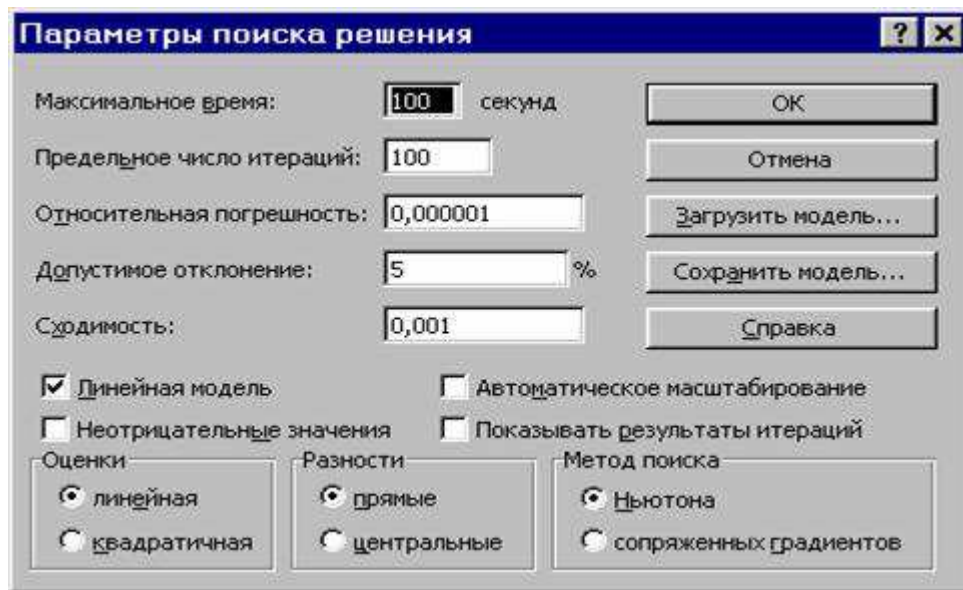 Параметры поиска решения
Максимальное время: 100 секунд OK
Предельное число итераций: 100 Отмена
Относительная погрешность: 0,000001 Загрузить модель...
Допустимое отклонение: 5 % Сохранить модель...
Сходимость: 0,001 Справка
Линейная модель Автоматическое масштабирование
Неотрицательные значения Показывать результаты итераций
Оценки Разности Метод поиска
линейная прямые Ньютона
квадратичная центральные сопряженных градиентов